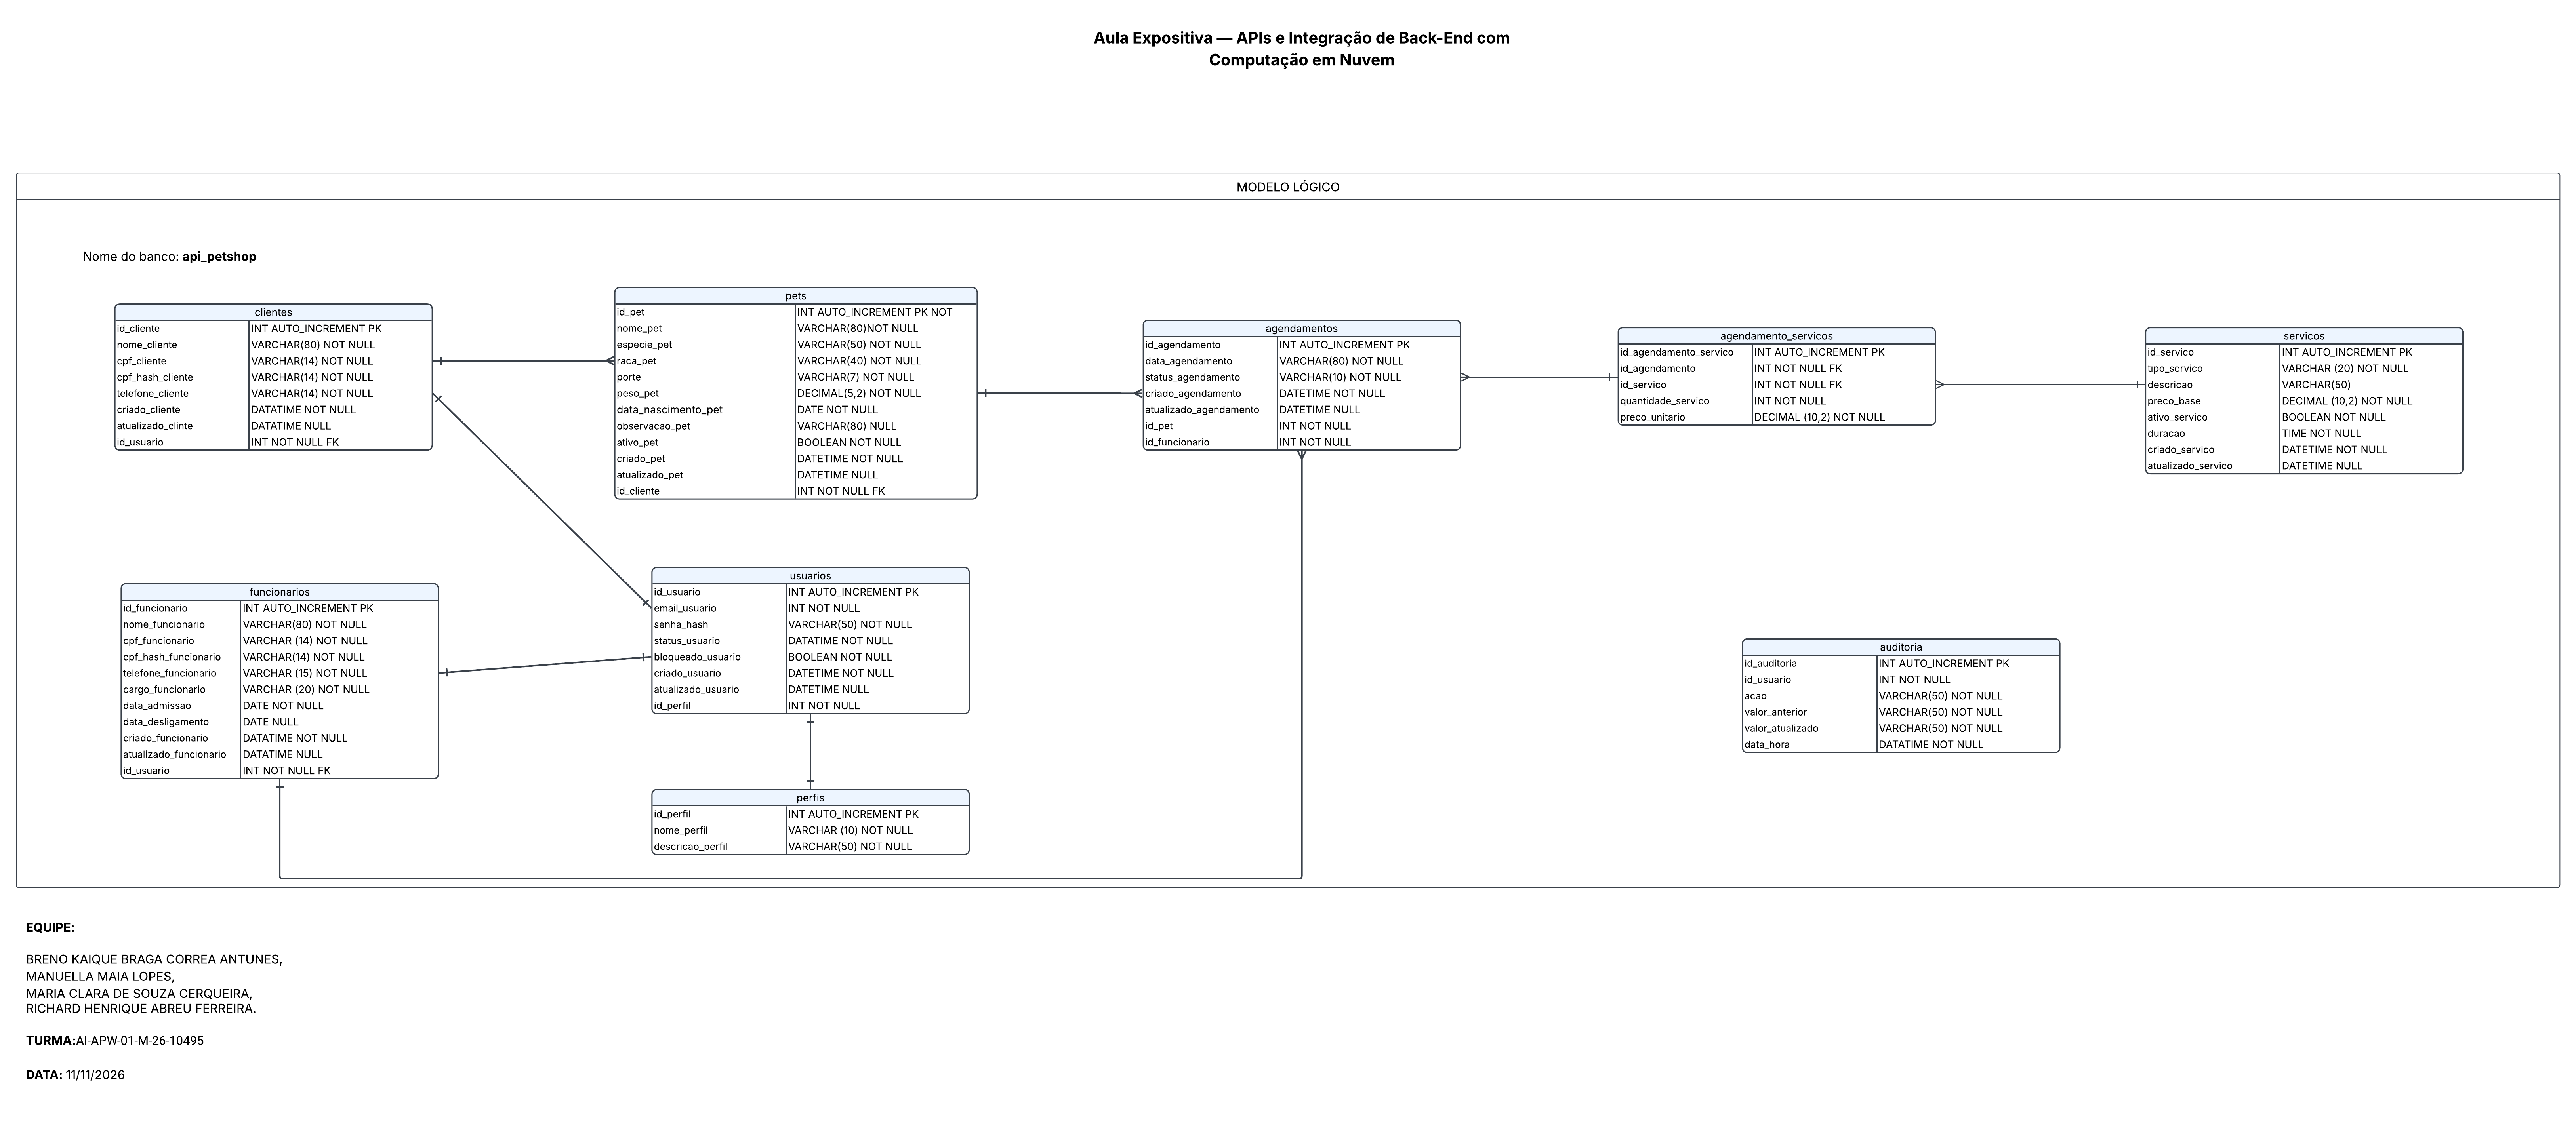 Aula Expositiva — APIs e Integração de Back-End com
Computação em Nuvem
MODELO LÓGICO
Nome do banco: api_petshop
clientes
id_cliente INT AUTO_INCREMENT PK
nome_cliente VARCHAR(80) NOT NULL
cpf_cliente VARCHAR(14) NOT NULL
cpf_hash_cliente VARCHAR(14) NOT NULL
telefone_cliente VARCHAR(14) NOT NULL
criado_cliente DATATIME NOT NULL
atualizado_clinte DATATIME NULL
id_usuario INT NOT NULL FK
pets
id_pet INT AUTO_INCREMENT PK NOT
nome_pet VARCHAR(80)NOT NULL
especie_pet VARCHAR(50) NOT NULL
raca_pet VARCHAR(40) NOT NULL
porte VARCHAR(7) NOT NULL
peso_pet DECIMAL(5,2) NOT NULL
data_nascimento_pet DATE NOT NULL
observacao_pet VARCHAR(80) NULL
ativo_pet BOOLEAN NOT NULL
criado_pet DATETIME NOT NULL
atualizado_pet DATETIME NULL
id_cliente INT NOT NULL FK
agendamentos
id_agendamento INT AUTO_INCREMENT PK
data_agendamento VARCHAR(80) NOT NULL
status_agendamento VARCHAR(10) NOT NULL
criado_agendamento DATETIME NOT NULL
atualizado_agendamento DATETIME NULL
id_pet INT NOT NULL
id_funcionario INT NOT NULL
agendamento_servicos
id_agendamento_servico INT AUTO_INCREMENT PK
id_agendamento INT NOT NULL FK
id_servico INT NOT NULL FK
quantidade_servico INT NOT NULL
preco_unitario DECIMAL (10,2) NOT NULL
servicos
id_servico INT AUTO_INCREMENT PK
tipo_servico VARCHAR (20) NOT NULL
descricao VARCHAR(50)
preco_base DECIMAL (10,2) NOT NULL
ativo_servico BOOLEAN NOT NULL
duracao TIME NOT NULL
criado_servico DATETIME NOT NULL
atualizado_servico DATETIME NULL
funcionarios
id_funcionario INT AUTO_INCREMENT PK
nome_funcionario VARCHAR(80) NOT NULL
cpf_funcionario VARCHAR (14) NOT NULL
cpf_hash_funcionario VARCHAR(14) NOT NULL
telefone_funcionario VARCHAR (15) NOT NULL
cargo_funcionario VARCHAR (20) NOT NULL
data_admissao DATE NOT NULL
data_desligamento DATE NULL
criado_funcionario DATATIME NOT NULL
atualizado_funcionario DATATIME NULL
id_usuario INT NOT NULL FK
usuarios
id_usuario INT AUTO_INCREMENT PK
email_usuario INT NOT NULL
senha_hash VARCHAR(50) NOT NULL
status_usuario DATATIME NOT NULL
bloqueado_usuario BOOLEAN NOT NULL
criado_usuario DATETIME NOT NULL
atualizado_usuario DATETIME NULL
id_perfil INT NOT NULL
perfis
id_perfil INT AUTO_INCREMENT PK
nome_perfil VARCHAR (10) NOT NULL
descricao_perfil VARCHAR(50) NOT NULL
auditoria
id_auditoria INT AUTO_INCREMENT PK
id_usuario INT NOT NULL
acao VARCHAR(50) NOT NULL
valor_anterior VARCHAR(50) NOT NULL
valor_atualizado VARCHAR(50) NOT NULL
data_hora DATATIME NOT NULL
EQUIPE:
BRENO KAIQUE BRAGA CORREA ANTUNES,
MANUELLA MAIA LOPES,
MARIA CLARA DE SOUZA CERQUEIRA,
RICHARD HENRIQUE ABREU FERREIRA.
TURMA:AI-APW-01-M-26-10495
DATA: 11/11/2026